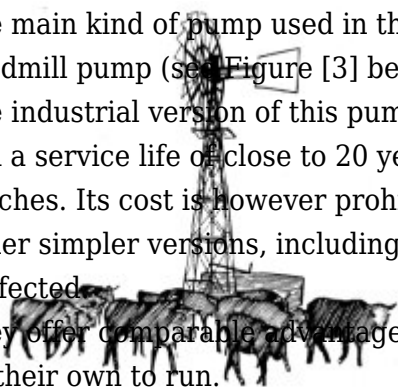 e main kind of pump used in th
dmill pump (see Figure [3] be
e industrial version of this pum
a service life of close to 20 ye
ches. Its cost is however proh
er simpler versions, including
fected.
ey offer comparable advantage
their own to run.